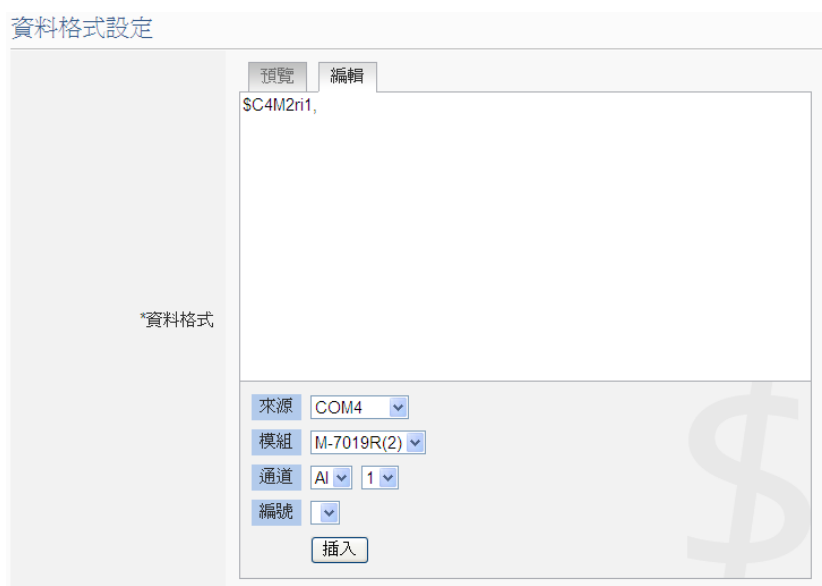 資料格式設定
預覽 編輯
$C4M2ri1,
*資料格式
來源 COM4
模組 M-7019R(2)
通道 AI 1
編號
插入
$